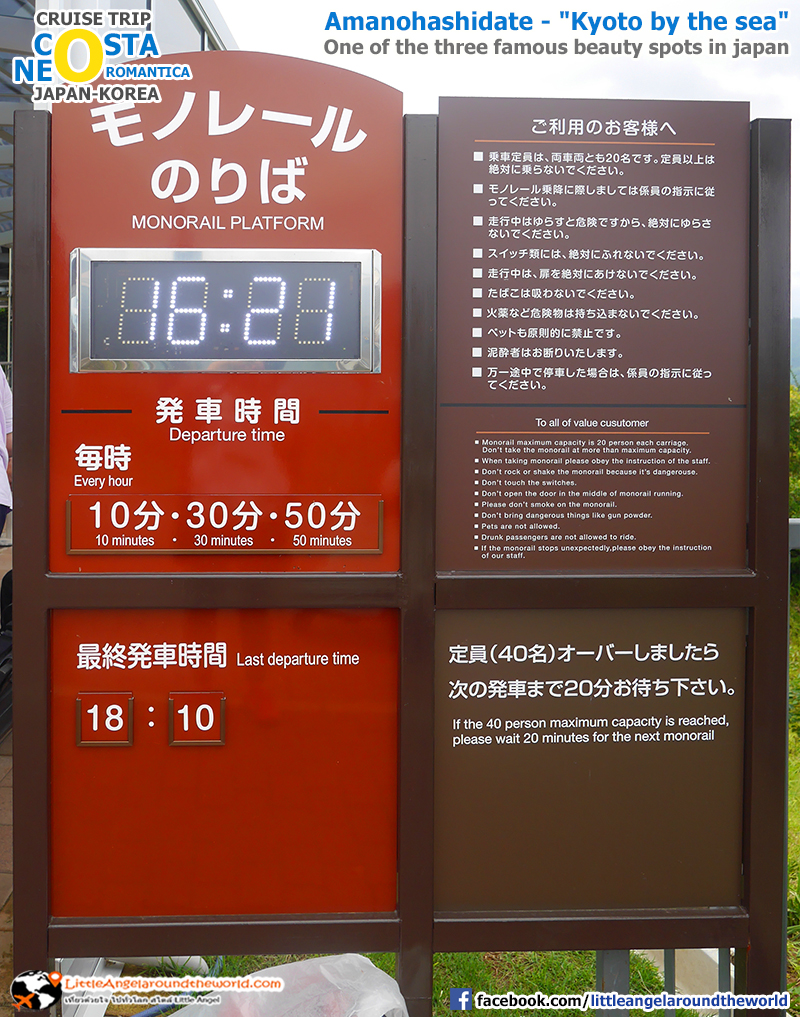 CRUISE TRIP
COSTA
NEO ROMANTICA
JAPAN-KOREA
Amanohashidate - "Kyoto by the sea"
One of the three famous beauty spots in japan
モノレール
のりば
MONORAIL PLATFORM
16:21
発車時間
Departure time
毎時
Every hour
10分・30分・50分
10 minutes ・ 30 minutes ・ 50 minutes
最終発車時間 Last departure time
18 : 10
ご利用のお客様へ
■ 乗車定員は、両車両とも20名です。定員以上は
絶対に乗らないでください。
■ モノレール乗降に際しましては係員の指示に従
ってください。
■ 走行中はゆらすと危険ですから、絶対にゆらさ
ないでください。
■ スイッチ類には、絶対にふれないでください。
■ 走行中は、扉を絶対にあけないでください。
■ たばこは吸わないでください。
■ 火薬など危険物は持ち込まないでください。
■ ペットも原則的に禁止です。
■ 泥酔者はお断りいたします。
■ 万一途中で停車した場合は、係員の指示に従っ
てください。
To all of value cusutomer
■ Monorail maximum capacity is 20 person each carriage.
Don't take the monorail at more than maximum capacity.
■ When taking monorail please obey the instruction of the staff.
■ Don't rock or shake the monorail because it's dangerouse.
■ Don't touch the switches.
■ Don't open the door in the middle of monorail running.
■ Please don't smoke on the monorail.
■ Don't bring dangerous things like gun powder.
■ Pets are not allowed.
■ Drunk passengers are not allowed to ride.
■ If the monorail stops unexpectedly,please obey the instruction
of our staff.
定員(40名)オーバーしましたら
次の発車まで20分お待ち下さい。
If the 40 person maximum capacity is reached,
please wait 20 minutes for the next monorail
LittleAngelaroundtheworld.com
เที่ยวด้วยใจ ไปทั่วโลก สไตล์ Little Angel
facebook.com/littleangelaroundtheworld